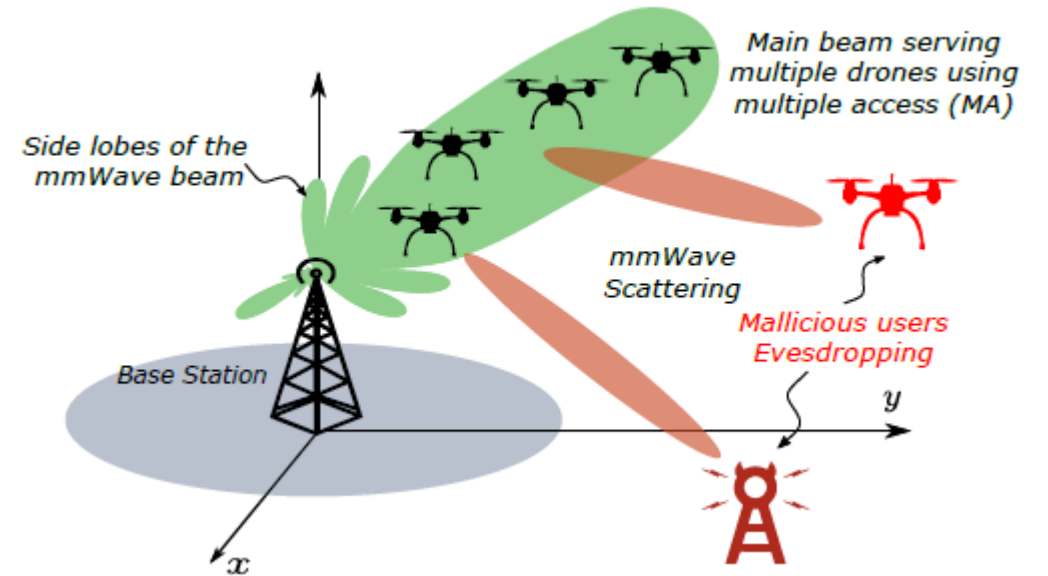 Main beam serving
multiple drones using
multiple access (MA)
Side lobes of the
mmWave beam
mmWave
Scattering
Mallicious users
Evesdropping
Base Station
y
x